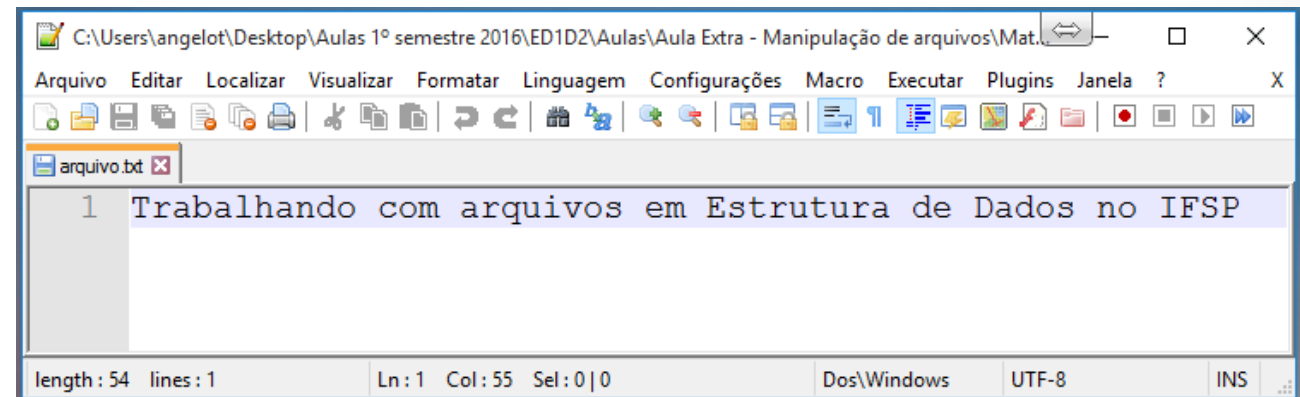 C:\Users\angelot\Desktop\Aulas 1º semestre 2016\ED1D2\Aulas\Aula Extra - Manipulação de arquivos\Mat...
Arquivo Editar Localizar Visualizar Formatar Linguagem Configurações Macro Executar Plugins Janela ? X
arquivo.txt
1 Trabalhando com arquivos em Estrutura de Dados no IFSP
length : 54 lines : 1 Ln : 1 Col : 55 Sel : 0 | 0 Dos\Windows UTF-8 INS